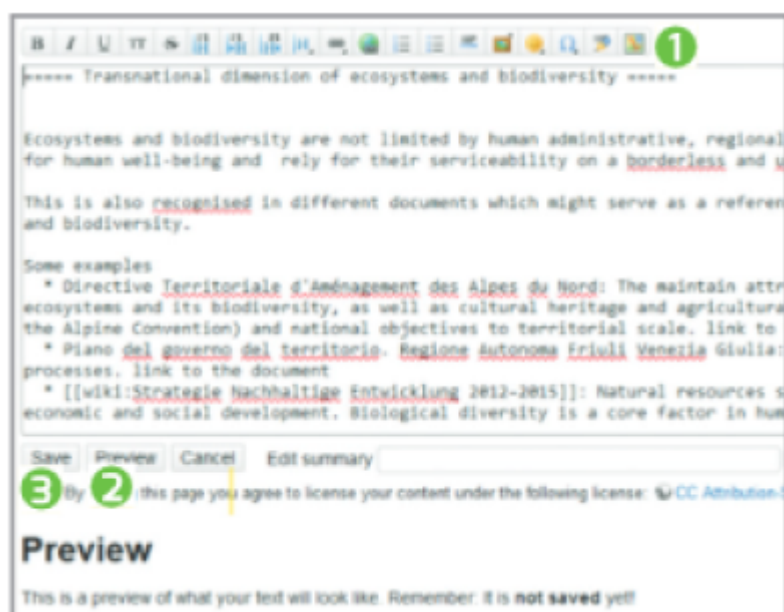 B I U TT S 1
===== Transnational dimension of ecosystems and biodiversity =====
Ecosystems and biodiversity are not limited by human administrative, regional
for human well-being and rely for their serviceability on a borderless and u
This is also recognised in different documents which might serve as a referen
and biodiversity.
Some examples
* Directive Territoriale d'Aménagement des Alpes du Nord: The maintain attr
ecosystems and its biodiversity, as well as cultural heritage and agricultura
the Alpine Convention) and national objectives to territorial scale. link to
* Piano del governo del territorio. Regione Autonoma Friuli Venezia Giulia:
processes. link to the document
* [[wiki:Strategie Nachhaltige Entwicklung 2012-2015]]: Natural resources s
economic and social development. Biological diversity is a core factor in hum
Save Preview Cancel Edit summary
3 By 2 this page you agree to license your content under the following license: CC Attribution-S
Preview
This is a preview of what your text will look like. Remember: It is not saved yet!